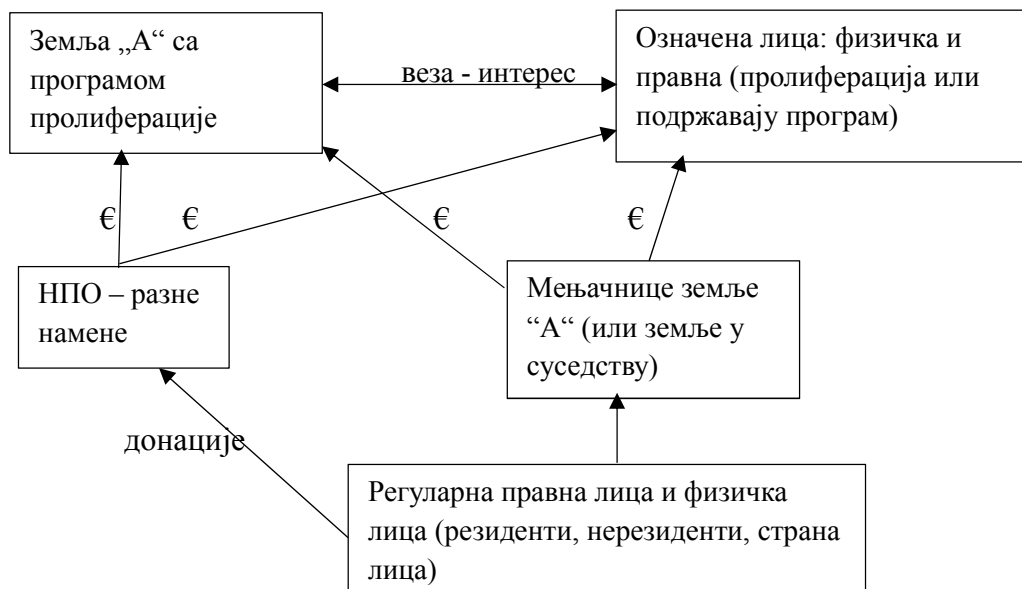 Земља „А“ са
програмом
пролиферације
веза - интерес
Означена лица: физичка и
правна (пролиферација или
подржавају програм)
€
€
€
€
НПО – разне
намене
Мењачнице земље
“А“ (или земље у
суседству)
донације
Регуларна правна лица и физичка
лица (резиденти, нерезиденти, страна
лица)